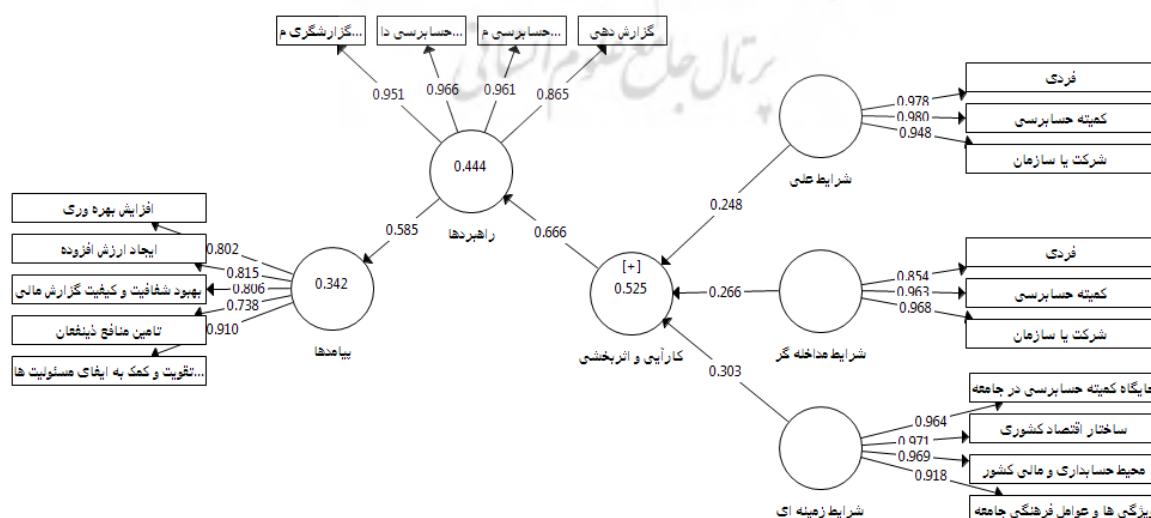 پرتال جامع علوم انسانی
گزارشگری م...
حسابرسی دا...
حسابرسی م...
گزارش دهی
0.951
0.966
0.961
0.865
0.444
راهبردها
0.585
0.666
افزایش بهره وری
ایجاد ارزش افزوده
بهبود شفافیت و کیفیت گزارش مالی
تامین منافع ذینفعان
تقویت و کمک به ایفای مسئولیت ها...
0.802
0.815
0.806
0.738
0.910
0.342
پیامدها
[+]
0.525
کارآیی و اثربخشی
0.248
0.266
0.303
شرایط علی
0.978
0.980
0.948
فردی
کمیته حسابرسی
شرکت یا سازمان
شرایط مداخله گر
0.854
0.963
0.968
فردی
کمیته حسابرسی
شرکت یا سازمان
شرایط زمینه ای
0.964
0.971
0.969
0.918
جایگاه کمیته حسابرسی در جامعه
ساختار اقتصاد کشوری
محیط حسابداری و مالی کشور
ویژگی ها و عوامل فرهنگی جامعه